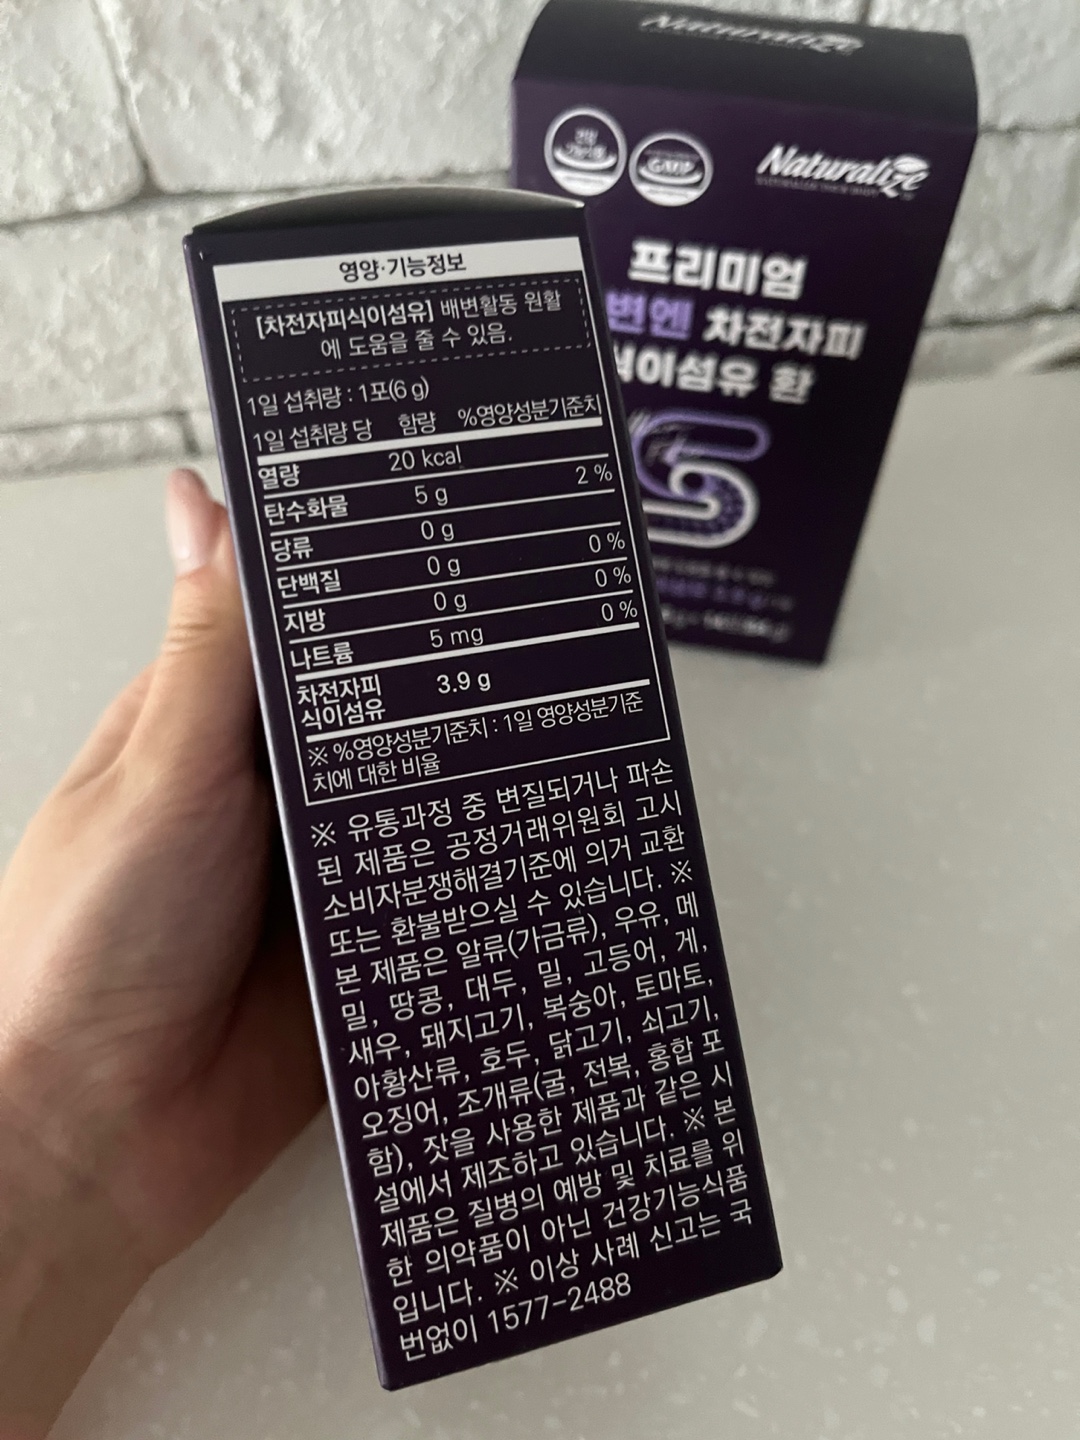 Naturalize
GMP
Naturalize
프리미엄
변엔 차전자피
식이섬유 환
영양·기능정보
[차전자피식이섬유] 배변활동 원활
에 도움을 줄 수 있음.
1일 섭취량 : 1포(6 g)
1일 섭취량 당 함량 %영양성분기준치
열량 20 kcal
탄수화물 5 g 2 %
당류 0 g
단백질 0 g 0 %
지방 0 g 0 %
나트륨 5 mg 0 %
차전자피
식이섬유 3.9 g
※ %영양성분기준치 : 1일 영양성분기준
치에 대한 비율
※ 유통과정 중 변질되거나 파손
된 제품은 공정거래위원회 고시
소비자분쟁해결기준에 의거 교환
또는 환불받으실 수 있습니다. ※
본 제품은 알류(가금류), 우유, 메
밀, 땅콩, 대두, 밀, 고등어, 게,
새우, 돼지고기, 복숭아, 토마토,
아황산류, 호두, 닭고기, 쇠고기,
오징어, 조개류(굴, 전복, 홍합 포
함), 잣을 사용한 제품과 같은 시
설에서 제조하고 있습니다. ※ 본
제품은 질병의 예방 및 치료를 위
한 의약품이 아닌 건강기능식품
입니다. ※ 이상 사례 신고는 국
번없이 1577-2488